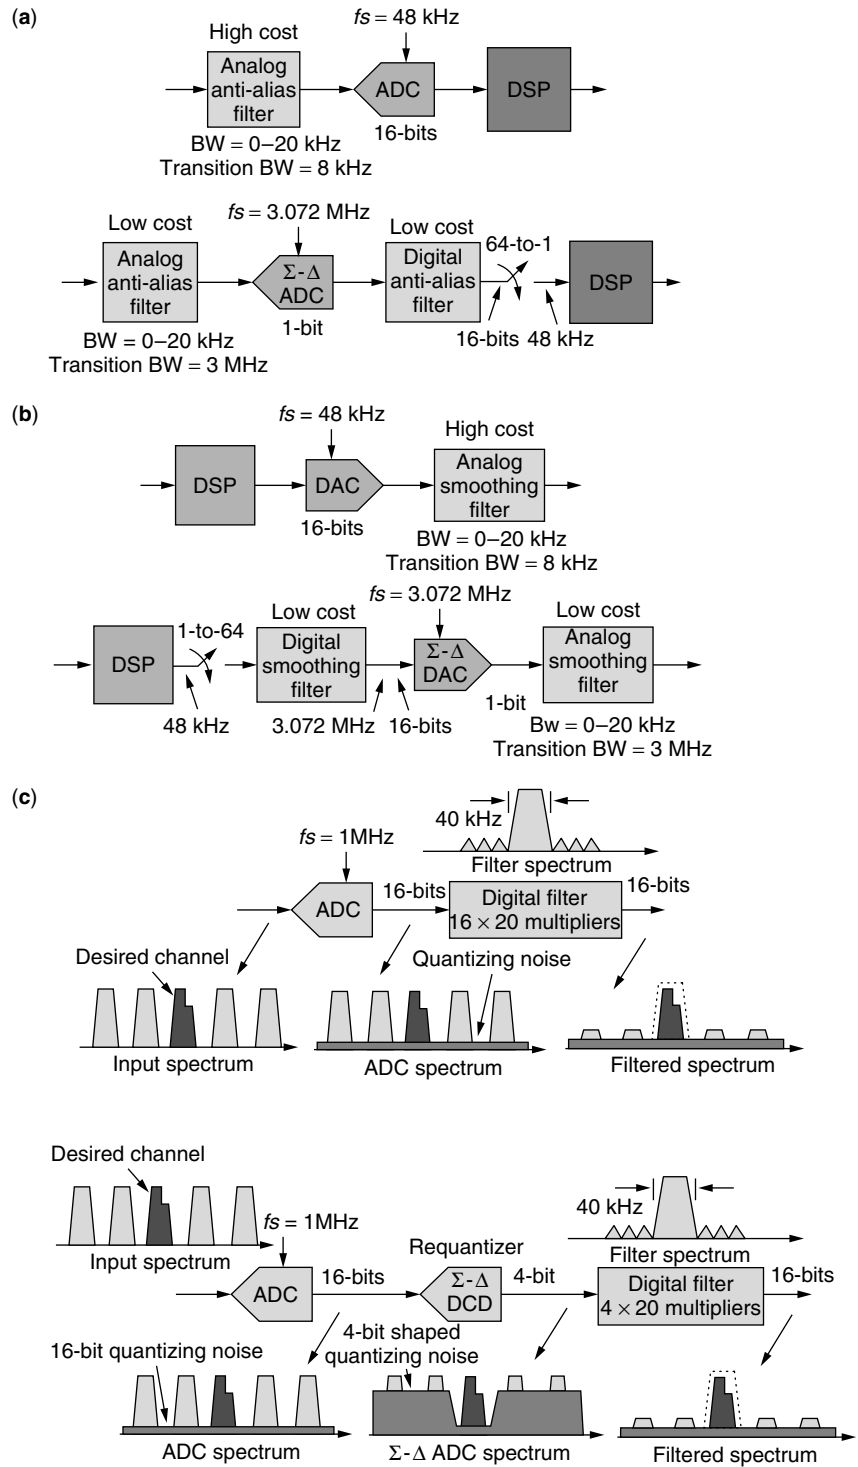 (a)
fs = 48 kHz
High cost
Analog
anti-alias
filter
ADC
DSP
16-bits
BW = 0–20 kHz
Transition BW = 8 kHz
fs = 3.072 MHz
Low cost
Low cost
Analog
anti-alias
filter
Σ-Δ
ADC
Digital
anti-alias
filter
64-to-1
DSP
1-bit
16-bits
48 kHz
BW = 0–20 kHz
Transition BW = 3 MHz
(b)
fs = 48 kHz
High cost
DSP
DAC
Analog
smoothing
filter
16-bits
BW = 0–20 kHz
Transition BW = 8 kHz
fs = 3.072 MHz
Low cost
Low cost
DSP
1-to-64
Digital
smoothing
filter
Σ-Δ
DAC
Analog
smoothing
filter
48 kHz
3.072 MHz
16-bits
1-bit
Bw = 0–20 kHz
Transition BW = 3 MHz
(c)
40 kHz
Filter spectrum
fs = 1MHz
ADC
16-bits
Digital filter
16 × 20 multipliers
16-bits
Desired channel
Quantizing noise
Input spectrum
ADC spectrum
Filtered spectrum
Desired channel
Input spectrum
40 kHz
Filter spectrum
fs = 1MHz
ADC
16-bits
Requantizer
Σ-Δ
DCD
4-bit
Digital filter
4 × 20 multipliers
16-bits
16-bit quantizing noise
4-bit shaped
quantizing noise
ADC spectrum
Σ-Δ ADC spectrum
Filtered spectrum